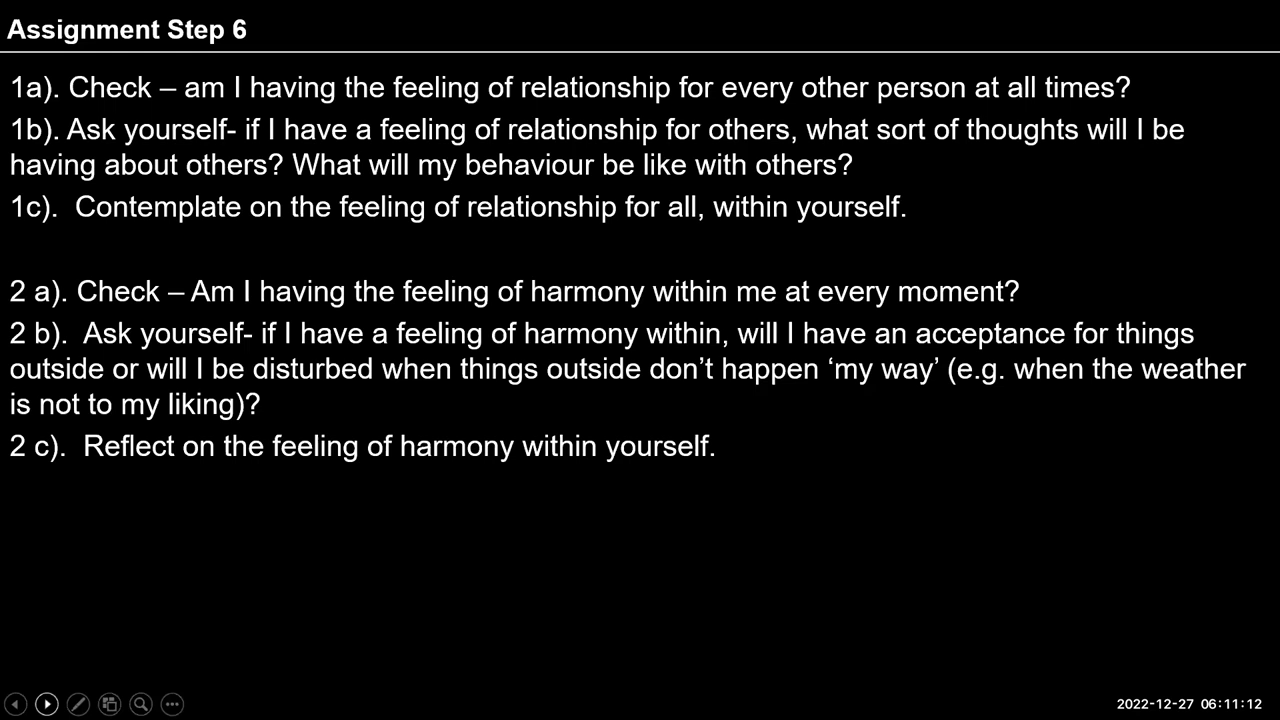 Assignment Step 6
1a). Check – am I having the feeling of relationship for every other person at all times?
1b). Ask yourself- if I have a feeling of relationship for others, what sort of thoughts will I be
having about others? What will my behaviour be like with others?
1c).  Contemplate on the feeling of relationship for all, within yourself.
2 a). Check – Am I having the feeling of harmony within me at every moment?
2 b).  Ask yourself- if I have a feeling of harmony within, will I have an acceptance for things
outside or will I be disturbed when things outside don’t happen ‘my way’ (e.g. when the weather
is not to my liking)?
2 c).  Reflect on the feeling of harmony within yourself.
2022-12-27 06:11:12